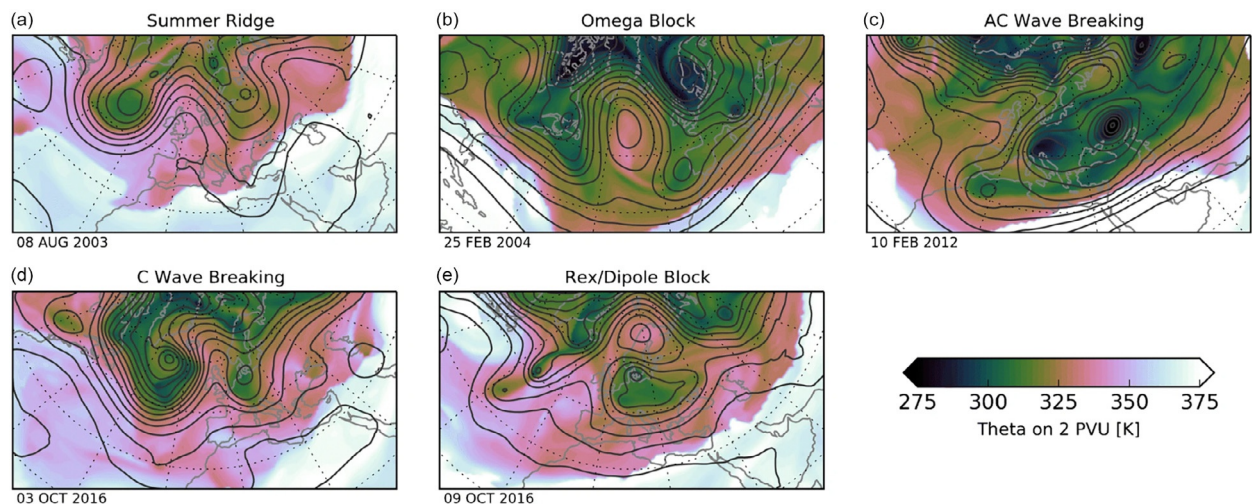 (a) Summer Ridge
08 AUG 2003
(b) Omega Block
25 FEB 2004
(c) AC Wave Breaking
10 FEB 2012
(d) C Wave Breaking
03 OCT 2016
(e) Rex/Dipole Block
09 OCT 2016
275 300 325 350 375
Theta on 2 PVU [K]